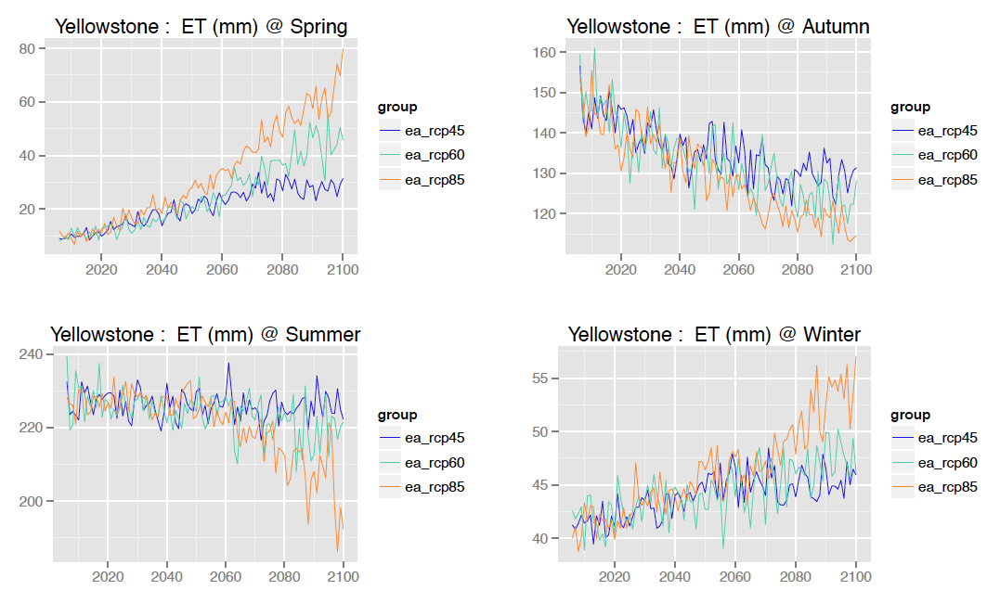 Yellowstone : ET (mm) @ Spring
80
60
40
20
2020 2040 2060 2080 2100
group
ea_rcp45
ea_rcp60
ea_rcp85
Yellowstone : ET (mm) @ Autumn
160
150
140
130
120
2020 2040 2060 2080 2100
group
ea_rcp45
ea_rcp60
ea_rcp85
Yellowstone : ET (mm) @ Summer
240
220
200
2020 2040 2060 2080 2100
group
ea_rcp45
ea_rcp60
ea_rcp85
Yellowstone : ET (mm) @ Winter
55
50
45
40
2020 2040 2060 2080 2100
group
ea_rcp45
ea_rcp60
ea_rcp85